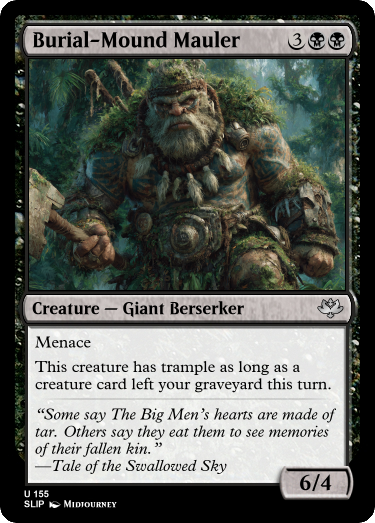 Burial-Mound Mauler 3
Creature — Giant Berserker
Menace
This creature has trample as long as a
creature card left your graveyard this turn.
“Some say The Big Men’s hearts are made of
tar. Others say they eat them to see memories
of their fallen kin.”
—Tale of the Swallowed Sky
6/4
U 155
SLIP Midjourney